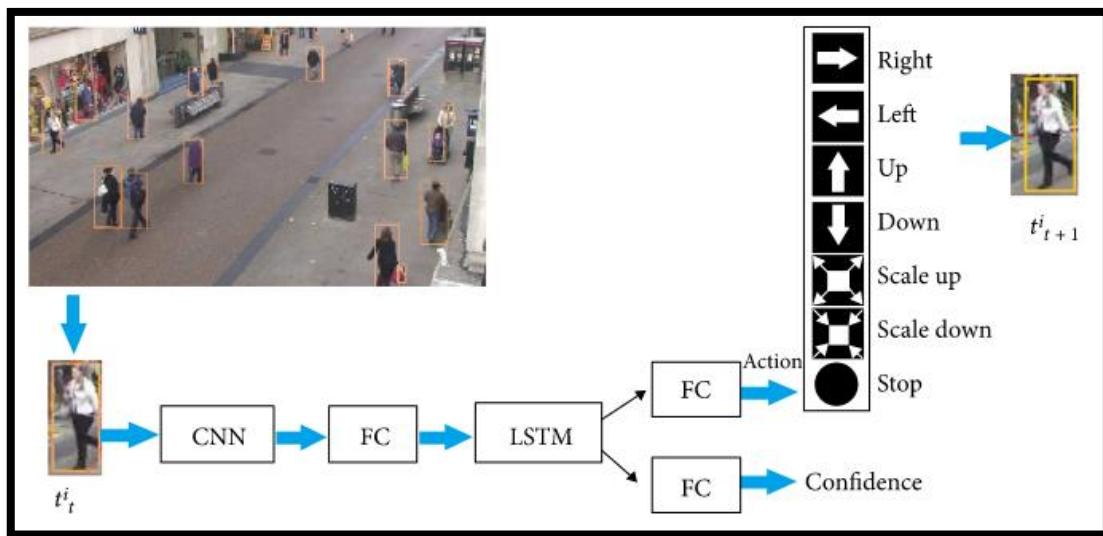 Right
Left
Up
Down
Scale up
Scale down
Stop
t^i_{t+1}
Action
CNN
FC
LSTM
FC
FC
Confidence
t^i_t